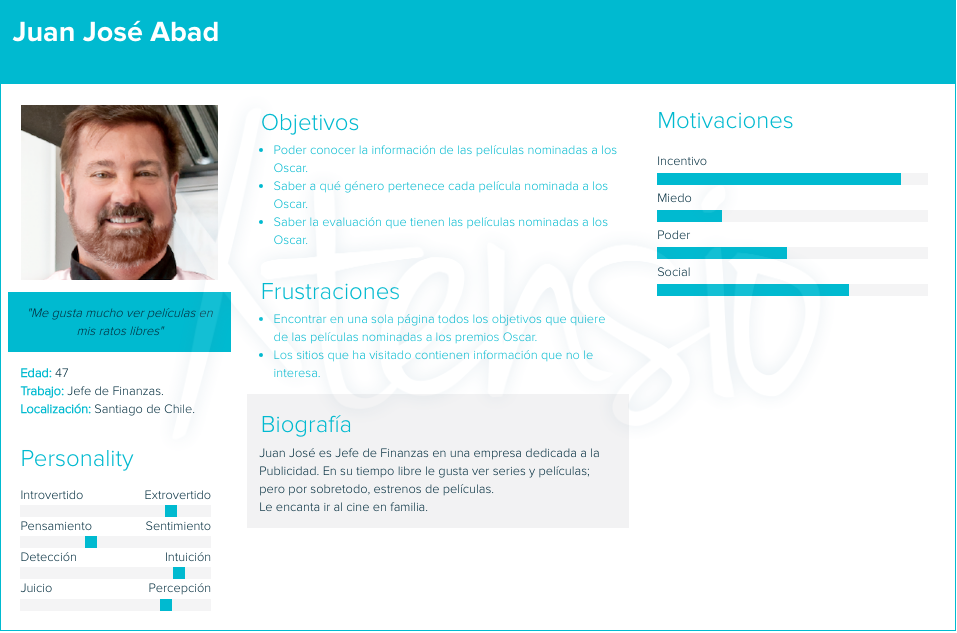 Juan José Abad
"Me gusta mucho ver películas en
mis ratos libres"
Edad: 47
Trabajo: Jefe de Finanzas.
Localización: Santiago de Chile.
Personality
Introvertido Extrovertido
Pensamiento Sentimiento
Detección Intuición
Juicio Percepción
Objetivos
• Poder conocer la información de las películas nominadas a los
Oscar.
• Saber a qué género pertenece cada película nominada a los
Oscar.
• Saber la evaluación que tienen las películas nominadas a los
Oscar.
Frustraciones
• Encontrar en una sola página todos los objetivos que quiere
de las películas nominadas a los premios Oscar.
• Los sitios que ha visitado contienen información que no le
interesa.
Biografía
Juan José es Jefe de Finanzas en una empresa dedicada a la
Publicidad. En su tiempo libre le gusta ver series y películas;
pero por sobretodo, estrenos de películas.
Le encanta ir al cine en familia.
Motivaciones
Incentivo
Miedo
Poder
Social
Xtensio